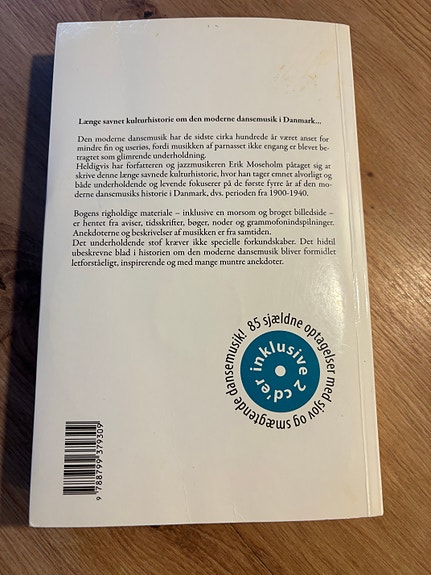 Længe savnet kulturhistorie om den moderne dansemusik i Danmark...
Den moderne dansemusik har de sidste cirka hundrede år været anset for
mindre fin og useriøs, fordi musikken af parnasset ikke engang er blevet be-
tragtet som glimrende underholdning.
Heldigvis har forfatteren og jazzmusikeren Erik Moseholm påtaget sig at
skrive denne længe savnede kulturhistorie, hvor han tager emnet alvorligt og
både underholdende og levende fokuserer på de første fyrre år af den mo-
derne dansemusiks historie i Danmark, dvs. perioden fra 1900-1940.
Bogens righoldige materiale – inklusive en morsom og broget billedside –
er hentet fra aviser, tidsskrifter, bøger, noder og grammofonindspilninger.
Anekdoterne og beskrivelser af musikken er fra samtiden.
Det underholdende stof kræver ikke specielle forkundskaber. Det hidtil
ubeskrevne blad i historien om den moderne dansemusik bliver formidlet
letforståeligt, inspirerende og med mange muntre anekdoter.
85 sjældne optagelser med sjov og smægtende dansemusik!
inklusive 2 cd'er
9 788799 379309